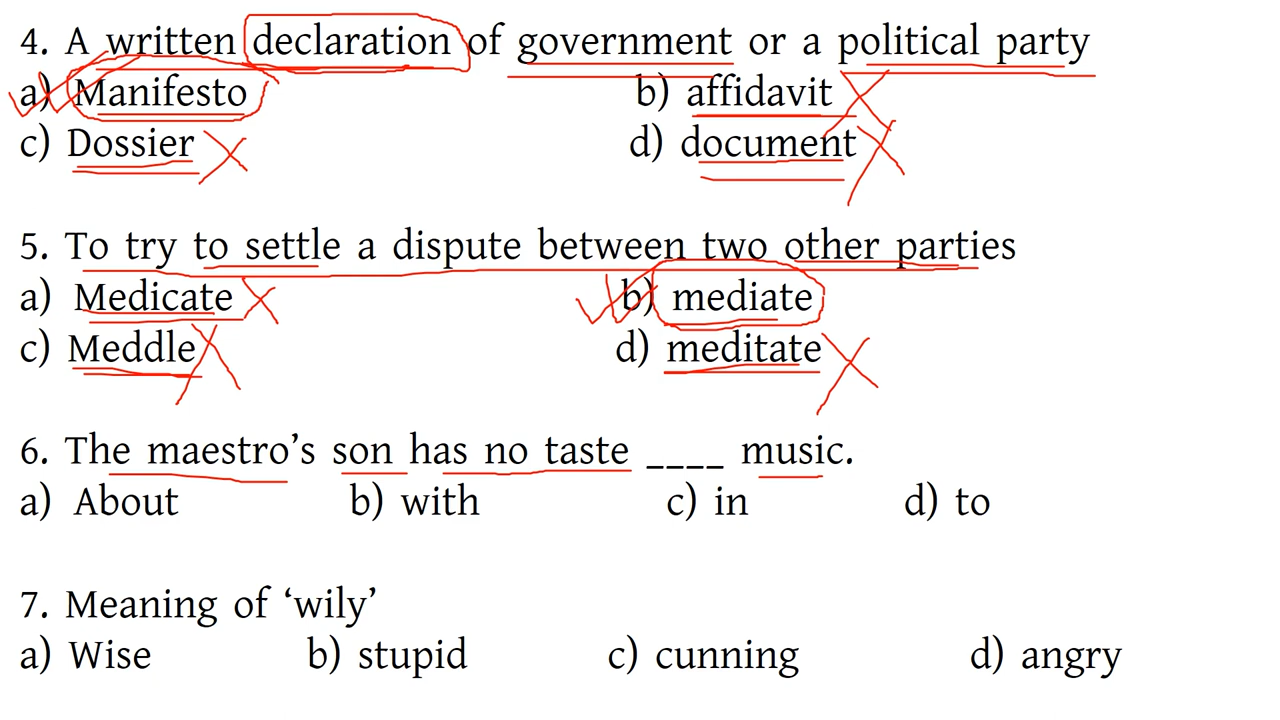 4. A written declaration of government or a political party
a) Manifesto b) affidavit
c) Dossier d) document
5. To try to settle a dispute between two other parties
a) Medicate b) mediate
c) Meddle d) meditate
6. The maestro’s son has no taste ____ music.
a) About b) with c) in d) to
7. Meaning of ‘wily’
a) Wise b) stupid c) cunning d) angry